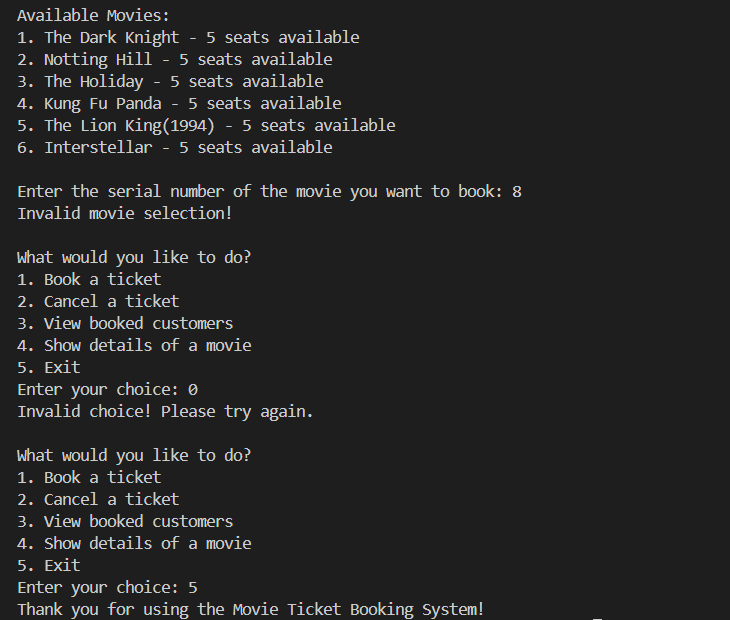 Available Movies:
1. The Dark Knight - 5 seats available
2. Notting Hill - 5 seats available
3. The Holiday - 5 seats available
4. Kung Fu Panda - 5 seats available
5. The Lion King(1994) - 5 seats available
6. Interstellar - 5 seats available
Enter the serial number of the movie you want to book: 8
Invalid movie selection!
What would you like to do?
1. Book a ticket
2. Cancel a ticket
3. View booked customers
4. Show details of a movie
5. Exit
Enter your choice: 0
Invalid choice! Please try again.
What would you like to do?
1. Book a ticket
2. Cancel a ticket
3. View booked customers
4. Show details of a movie
5. Exit
Enter your choice: 5
Thank you for using the Movie Ticket Booking System!